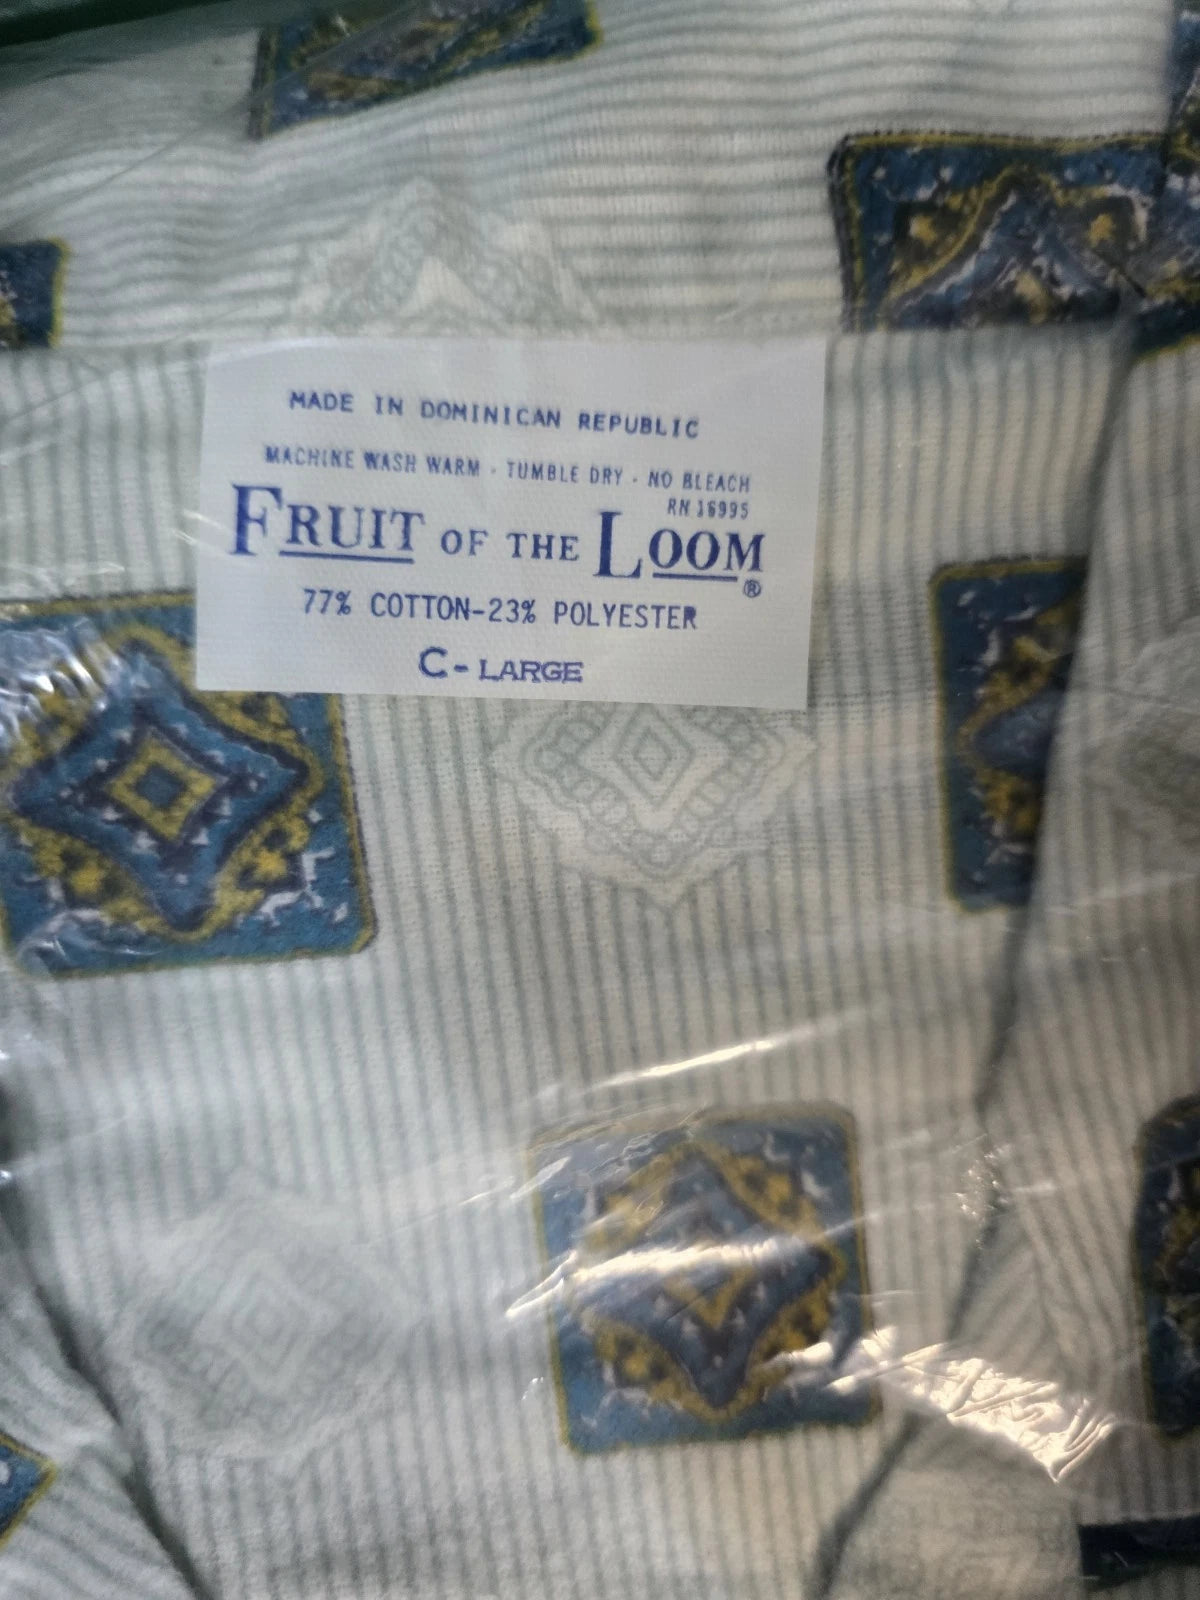 MADE IN DOMINICAN REPUBLIC
MACHINE WASH WARM - TUMBLE DRY - NO BLEACH
RN 16995
FRUIT OF THE LOOM®
77% COTTON-23% POLYESTER
C-LARGE